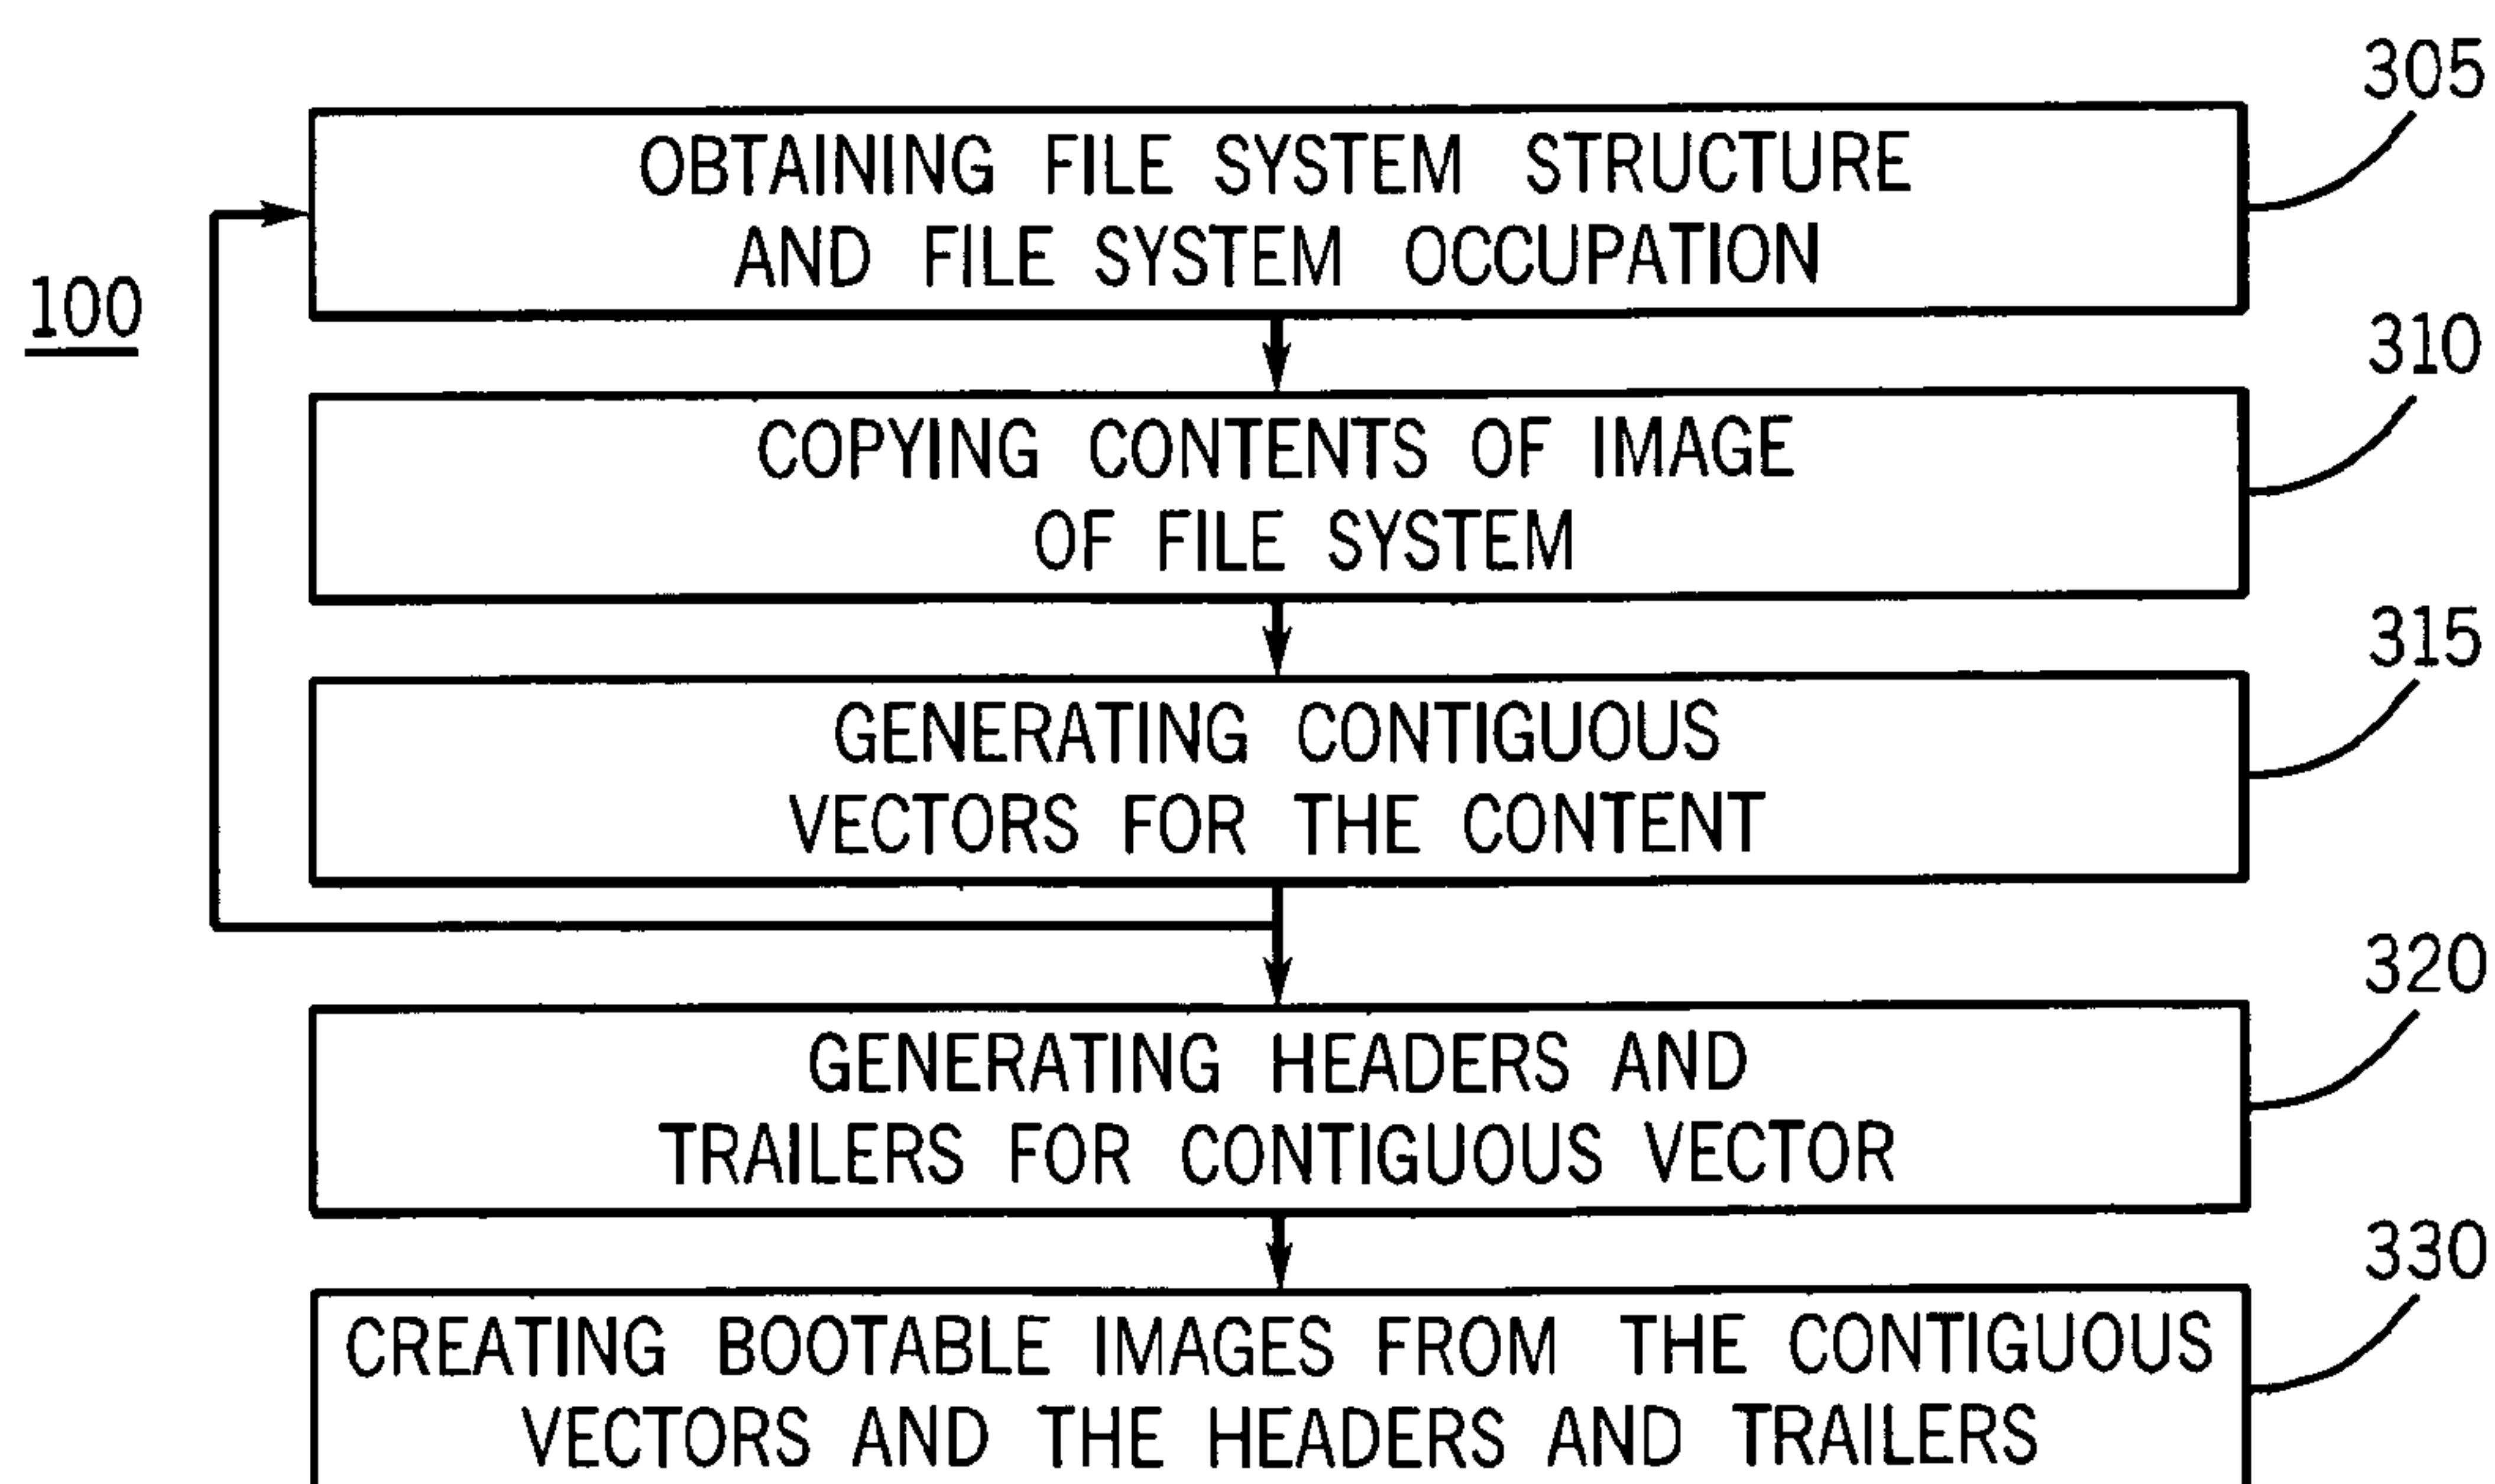 305
OBTAINING FILE SYSTEM STRUCTURE
AND FILE SYSTEM OCCUPATION
100
310
COPYING CONTENTS OF IMAGE
OF FILE SYSTEM
315
GENERATING CONTIGUOUS
VECTORS FOR THE CONTENT
320
GENERATING HEADERS AND
TRAILERS FOR CONTIGUOUS VECTOR
330
CREATING BOOTABLE IMAGES FROM THE CONTIGUOUS
VECTORS AND THE HEADERS AND TRAILERS